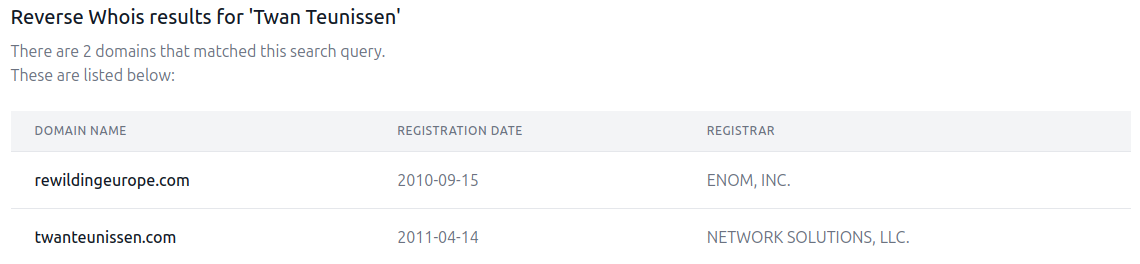 Reverse Whois results for 'Twan Teunissen'
There are 2 domains that matched this search query.
These are listed below:
DOMAIN NAME REGISTRATION DATE REGISTRAR
rewildingeurope.com 2010-09-15 ENOM, INC.
twanteunissen.com 2011-04-14 NETWORK SOLUTIONS, LLC.